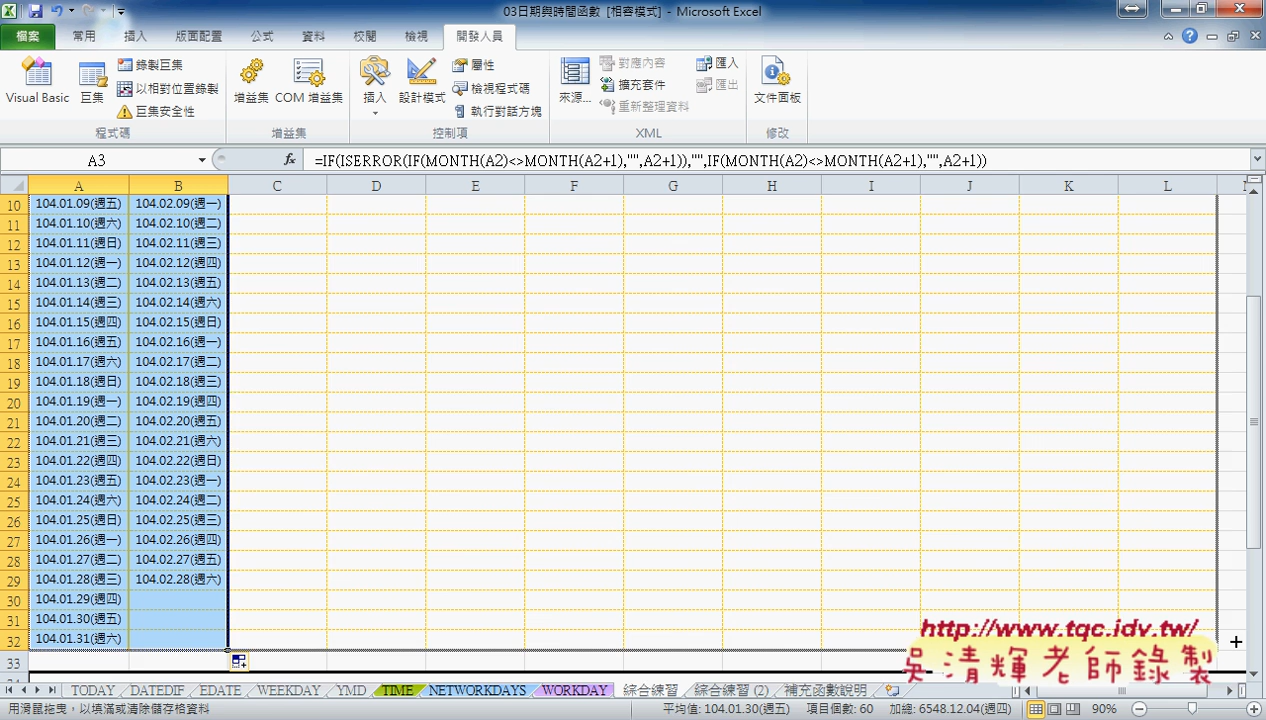 03日期與時間函數 [相容模式] - Microsoft Excel
檔案 常用 插入 版面配置 公式 資料 校閱 檢視 開發人員
Visual Basic 巨集 錄製巨集 以相對位置錄製 巨集安全性 程式碼
增益集 COM 增益集 增益集
插入 設計模式 屬性 檢視程式碼 執行對話方塊 控制項
來源... 對應內容 擴充套件 重新整理資料 匯入 匯出 XML
文件面板 修改
A3 fx =IF(ISERROR(IF(MONTH(A2)<>MONTH(A2+1),"",A2+1)),"",IF(MONTH(A2)<>MONTH(A2+1),"",A2+1))
A B C D E F G H I J K L
10 104.01.09(週五) 104.02.09(週一)
11 104.01.10(週六) 104.02.10(週二)
12 104.01.11(週日) 104.02.11(週三)
13 104.01.12(週一) 104.02.12(週四)
14 104.01.13(週二) 104.02.13(週五)
15 104.01.14(週三) 104.02.14(週六)
16 104.01.15(週四) 104.02.15(週日)
17 104.01.16(週五) 104.02.16(週一)
18 104.01.17(週六) 104.02.17(週二)
19 104.01.18(週日) 104.02.18(週三)
20 104.01.19(週一) 104.02.19(週四)
21 104.01.20(週二) 104.02.20(週五)
22 104.01.21(週三) 104.02.21(週六)
23 104.01.22(週四) 104.02.22(週日)
24 104.01.23(週五) 104.02.23(週一)
25 104.01.24(週六) 104.02.24(週二)
26 104.01.25(週日) 104.02.25(週三)
27 104.01.26(週一) 104.02.26(週四)
28 104.01.27(週二) 104.02.27(週五)
29 104.01.28(週三) 104.02.28(週六)
30 104.01.29(週四)
31 104.01.30(週五)
32 104.01.31(週六)
33
http://www.tqc.idv.tw/
吳清輝老師錄製
TODAY DATEDIF EDATE WEEKDAY YMD TIME NETWORKDAYS WORKDAY 綜合練習 綜合練習 (2) 補充函數說明
用滑鼠拖曳，以填滿或清除儲存格資料 平均值: 104.01.30(週五) 項目個數: 60 加總: 6548.12.04(週四) 90%